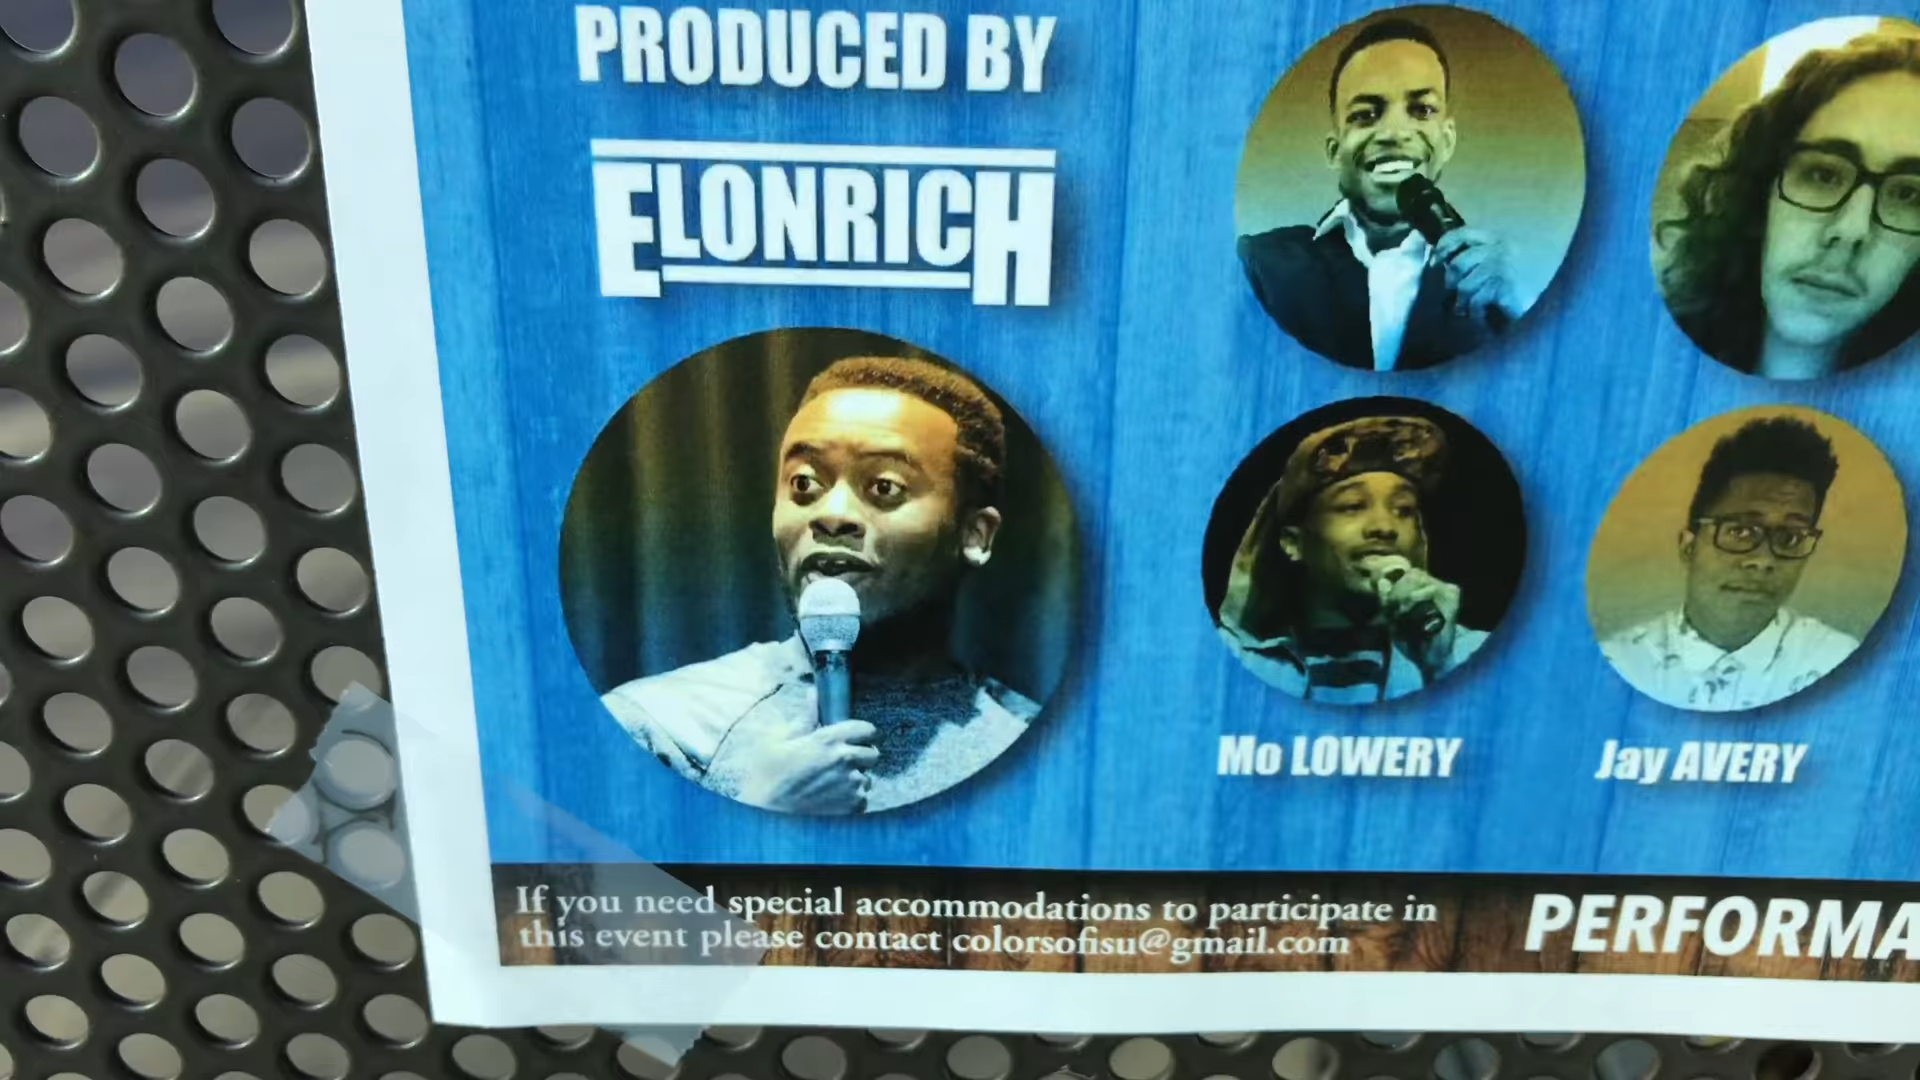 PRODUCED BY
ELONRICH
Mo LOWERY
Jay AVERY
If you need special accommodations to participate in
this event please contact colorsofisu@gmail.com
PERFORMA